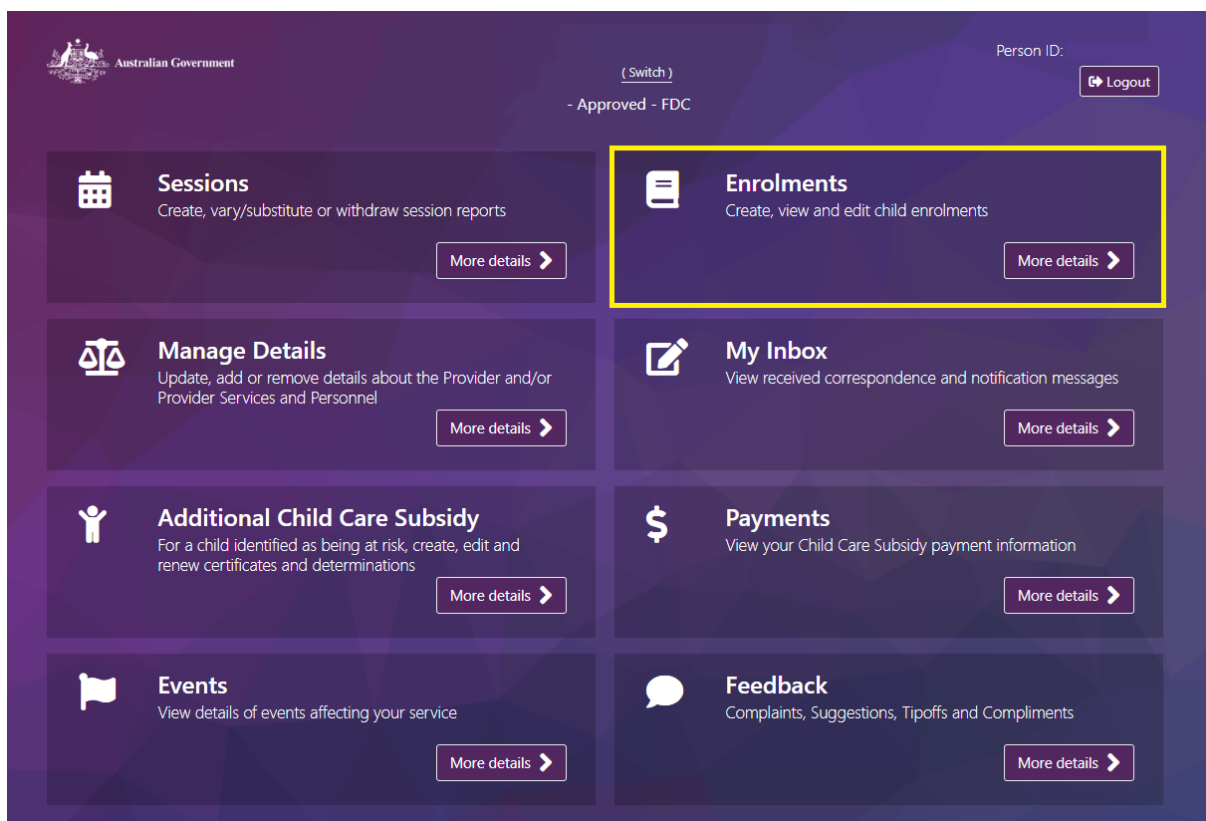 Australian Government
Person ID:
( Switch )
Logout
- Approved - FDC
Sessions
Create, vary/substitute or withdraw session reports
More details
Enrolments
Create, view and edit child enrolments
More details
Manage Details
Update, add or remove details about the Provider and/or
Provider Services and Personnel
More details
My Inbox
View received correspondence and notification messages
More details
Additional Child Care Subsidy
For a child identified as being at risk, create, edit and
renew certificates and determinations
More details
Payments
View your Child Care Subsidy payment information
More details
Events
View details of events affecting your service
More details
Feedback
Complaints, Suggestions, Tipoffs and Compliments
More details